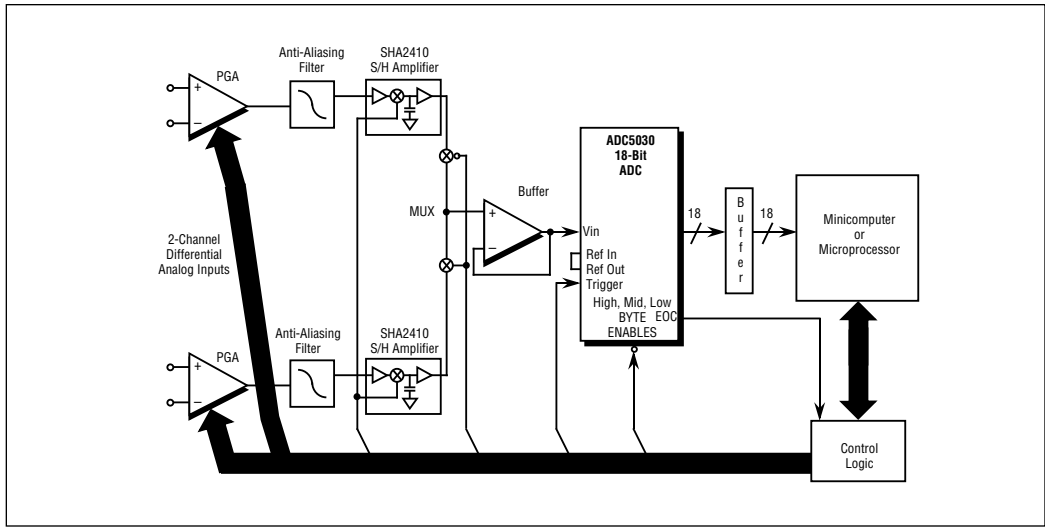 PGA
+
−
Anti-Aliasing
Filter
SHA2410
S/H Amplifier
2-Channel
Differential
Analog Inputs
MUX
Buffer
+
−
ADC5030
18-Bit
ADC
Vin
Ref In
Ref Out
Trigger
High, Mid, Low
BYTE EOC
ENABLES
18
B
u
f
f
e
r
18
Minicomputer
or
Microprocessor
PGA
+
−
Anti-Aliasing
Filter
SHA2410
S/H Amplifier
Control
Logic